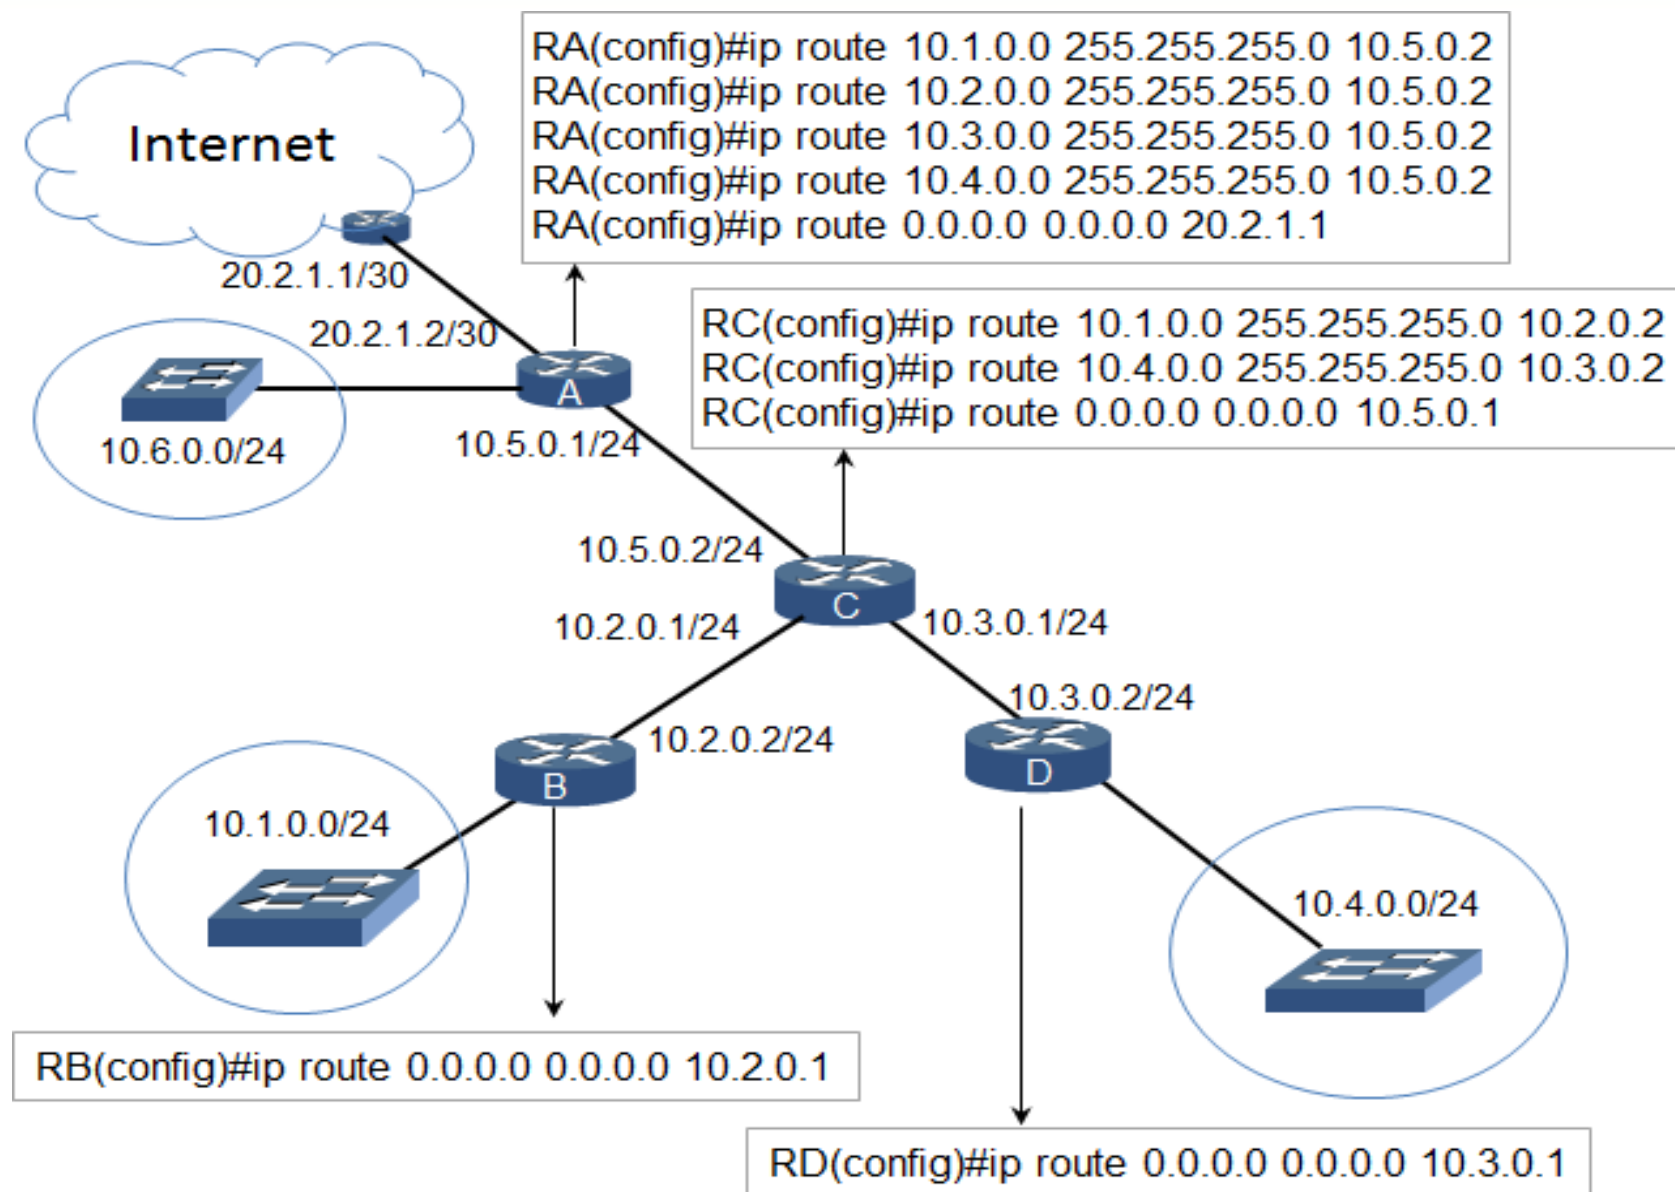 RA(config)#ip route 10.1.0.0 255.255.255.0 10.5.0.2
RA(config)#ip route 10.2.0.0 255.255.255.0 10.5.0.2
RA(config)#ip route 10.3.0.0 255.255.255.0 10.5.0.2
RA(config)#ip route 10.4.0.0 255.255.255.0 10.5.0.2
RA(config)#ip route 0.0.0.0 0.0.0.0 20.2.1.1
Internet
20.2.1.1/30
20.2.1.2/30
RC(config)#ip route 10.1.0.0 255.255.255.0 10.2.0.2
RC(config)#ip route 10.4.0.0 255.255.255.0 10.3.0.2
RC(config)#ip route 0.0.0.0 0.0.0.0 10.5.0.1
A
10.6.0.0/24
10.5.0.1/24
10.5.0.2/24
C
10.2.0.1/24
10.3.0.1/24
10.3.0.2/24
10.2.0.2/24
B
D
10.1.0.0/24
10.4.0.0/24
RB(config)#ip route 0.0.0.0 0.0.0.0 10.2.0.1
RD(config)#ip route 0.0.0.0 0.0.0.0 10.3.0.1